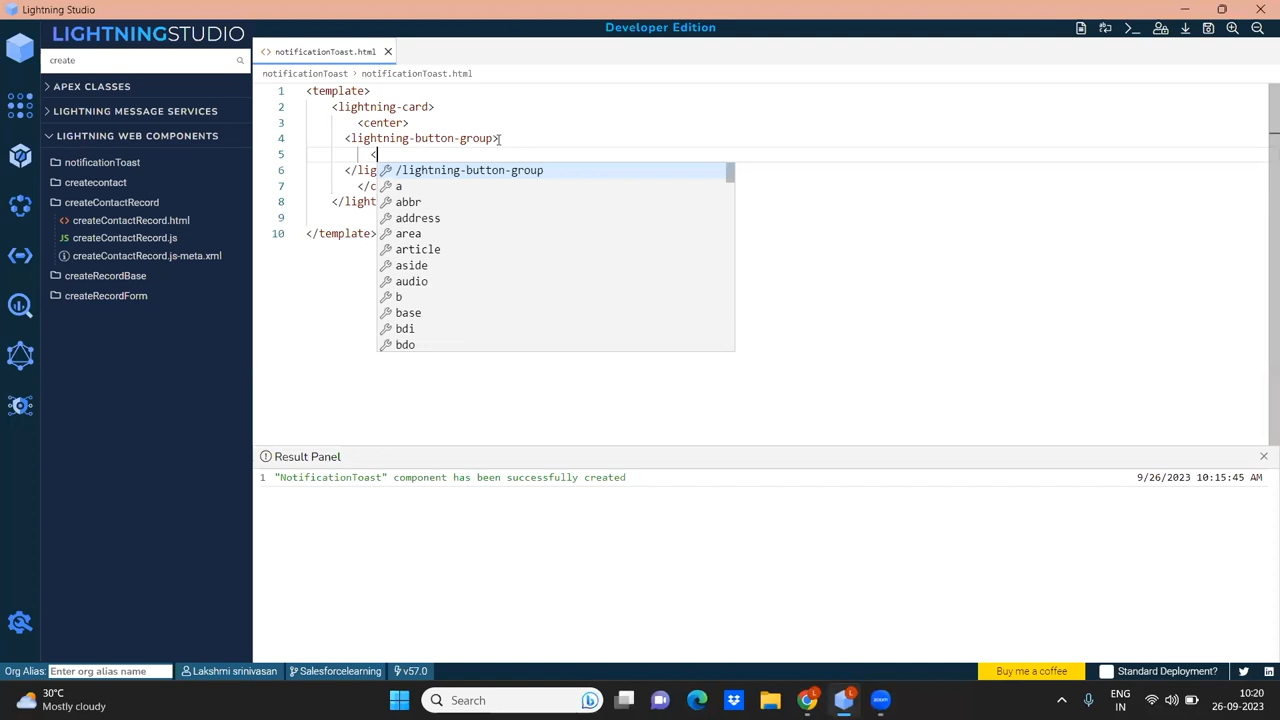 Lightning Studio
LIGHTNINGSTUDIO
Developer Edition
create
notificationToast.html
notificationToast > notificationToast.html
APEX CLASSES
LIGHTNING MESSAGE SERVICES
LIGHTNING WEB COMPONENTS
notificationToast
createcontact
createContactRecord
createContactRecord.html
createContactRecord.js
createContactRecord.js-meta.xml
createRecordBase
createRecordForm
1 <template>
2 <lightning-card>
3 <center>
4 <lightning-button-group>
5 <
6 </lig
7 </c
8 </light
9
10 </template>
/lightning-button-group
a
abbr
address
area
article
aside
audio
b
base
bdi
bdo
Result Panel
1 "NotificationToast" component has been successfully created 9/26/2023 10:15:45 AM
Org Alias: Enter org alias name Lakshmi srinivasan Salesforcelearning v57.0 Buy me a coffee Standard Deployment?
30°C
Mostly cloudy
Search
zoom
L
L
ENG
IN
10:20
26-09-2023